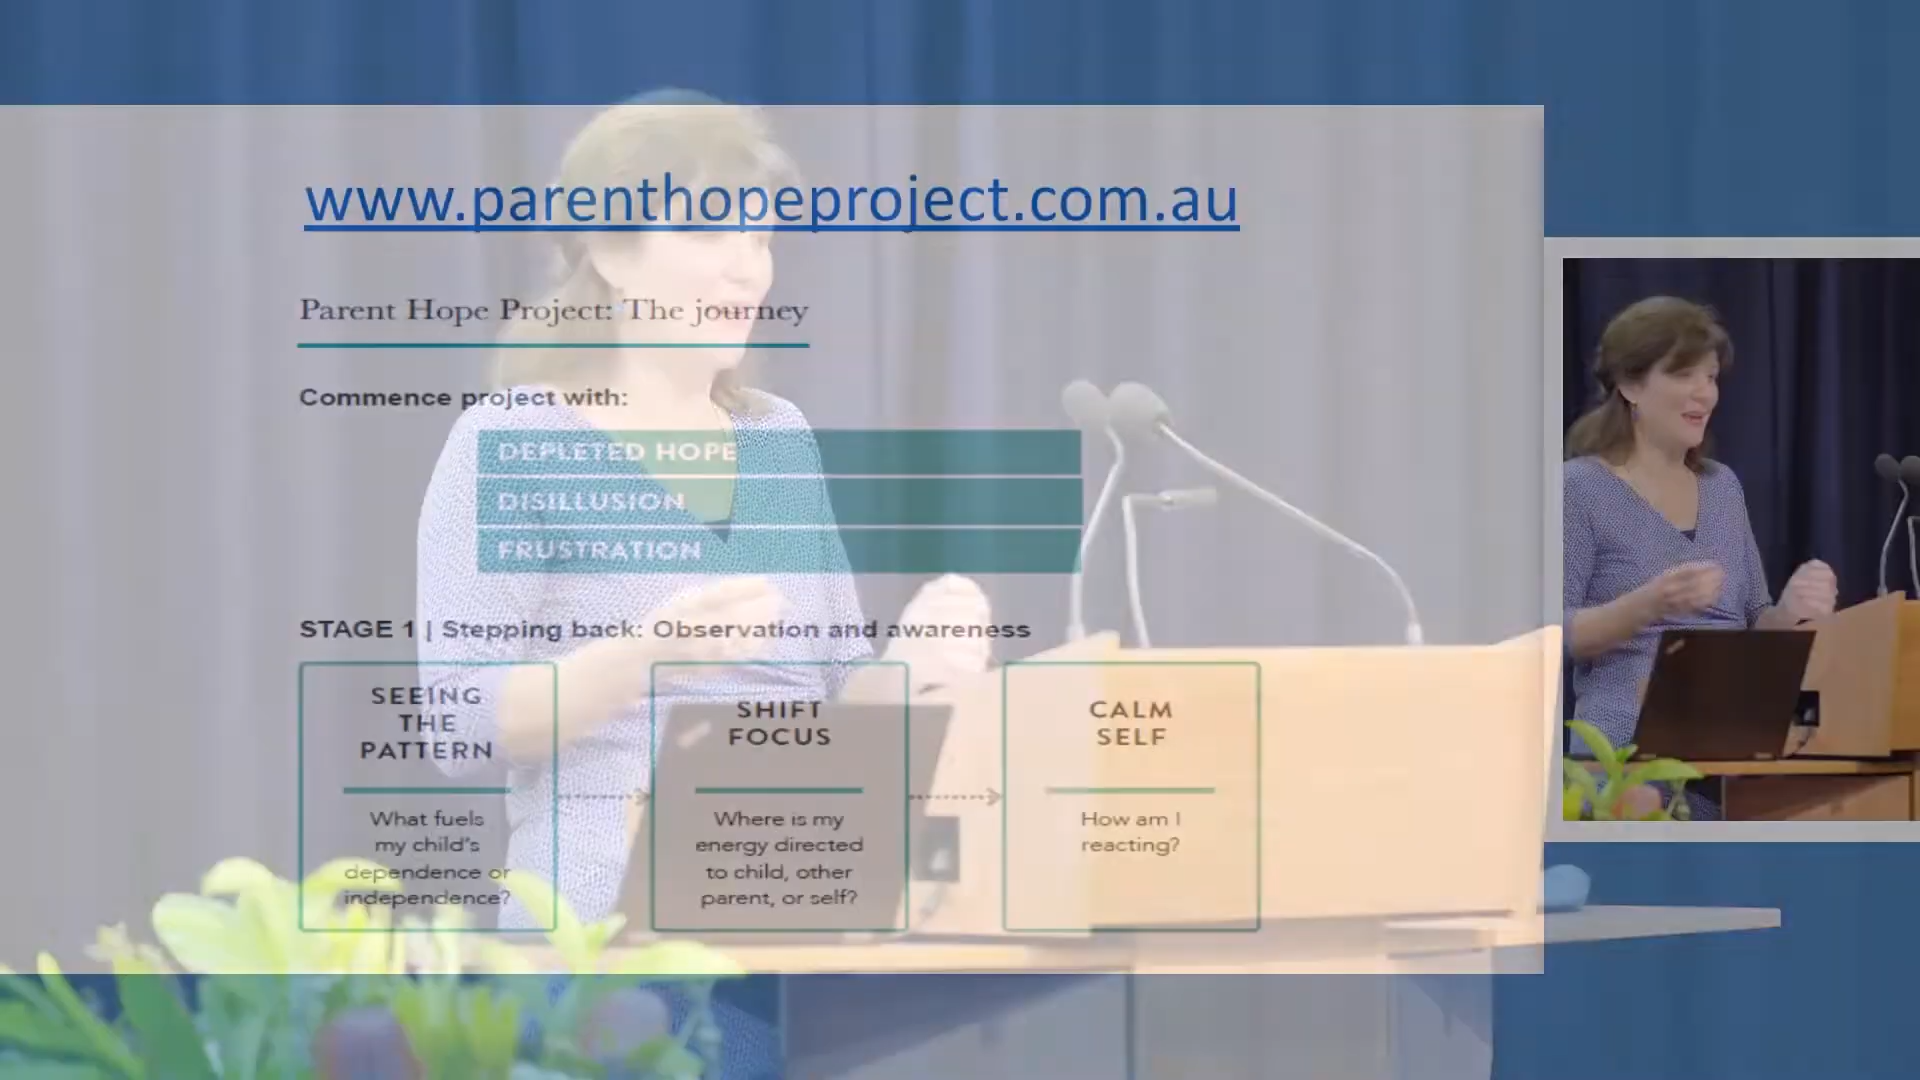 www.parenthopeproject.com.au
Parent Hope Project: The journey
Commence project with:
DEPLETED HOPE
DISILLUSION
FRUSTRATION
STAGE 1 | Stepping back: Observation and awareness
SEEING
THE
PATTERN
What fuels
my child's
dependence or
independence?
SHIFT
FOCUS
Where is my
energy directed
to child, other
parent, or self?
CALM
SELF
How am I
reacting?